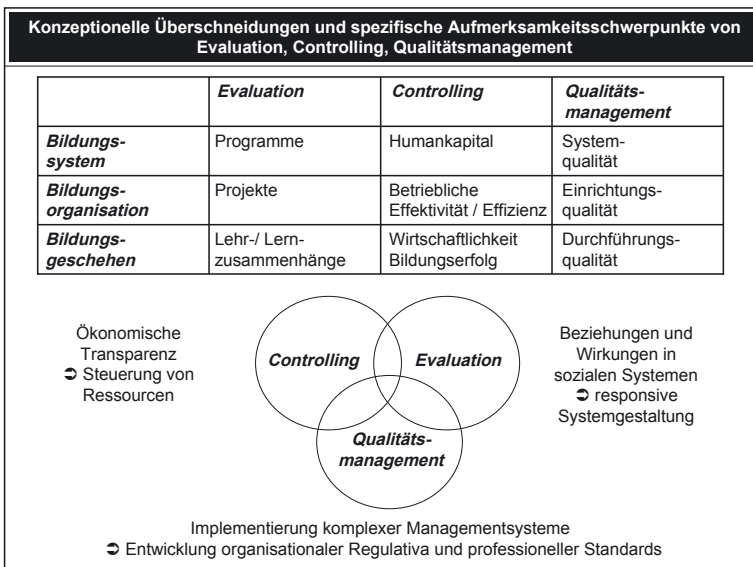 Konzeptionelle Überschneidungen und spezifische Aufmerksamkeitsschwerpunkte von
Evaluation, Controlling, Qualitätsmanagement
Evaluation Controlling Qualitäts-
management
Bildungs-
system
Programme
Humankapital
System-
qualität
Bildungs-
organisation
Projekte
Betriebliche
Effektivität / Effizienz
Einrichtungs-
qualität
Bildungs-
geschehen
Lehr-/ Lern-
zusammenhänge
Wirtschaftlichkeit
Bildungserfolg
Durchführungs-
qualität
Ökonomische
Transparenz
➲ Steuerung von
Ressourcen
Controlling
Evaluation
Qualitäts-
management
Beziehungen und
Wirkungen in
sozialen Systemen
➲ responsive
Systemgestaltung
Implementierung komplexer Managementsysteme
➲ Entwicklung organisationaler Regulativa und professioneller Standards